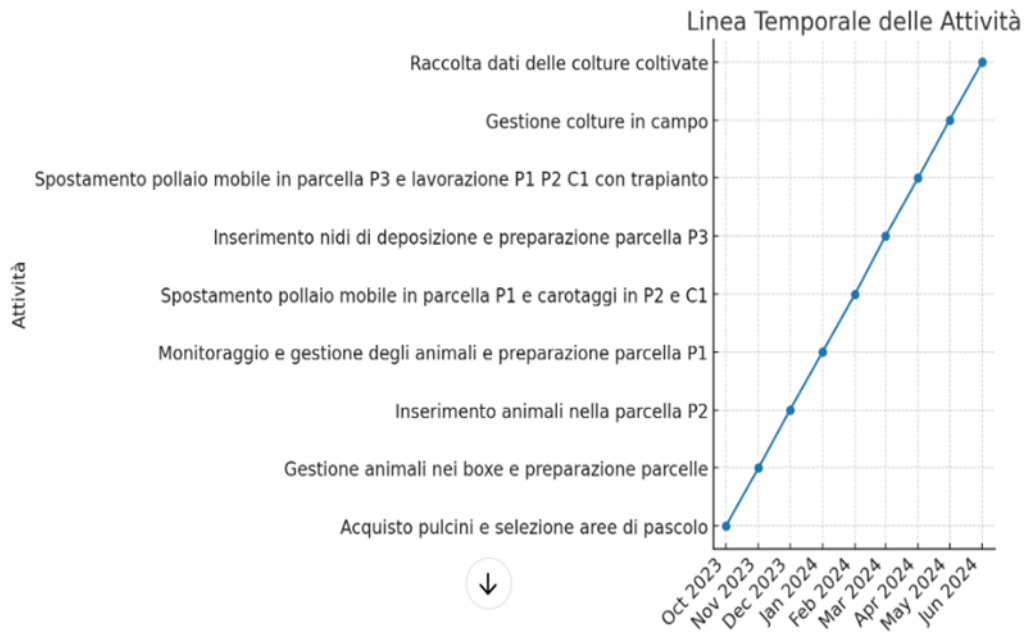 Linea Temporale delle Attività
Raccolta dati delle colture coltivate
Gestione colture in campo
Spostamento pollaio mobile in parcella P3 e lavorazione P1 P2 C1 con trapianto
Inserimento nidi di deposizione e preparazione parcella P3
Attività
Spostamento pollaio mobile in parcella P1 e carotaggi in P2 e C1
Monitoraggio e gestione degli animali e preparazione parcella P1
Inserimento animali nella parcella P2
Gestione animali nei boxe e preparazione parcelle
Acquisto pulcini e selezione aree di pascolo
Oct 2023
Nov 2023
Dec 2023
Jan 2024
Feb 2024
Mar 2024
Apr 2024
May 2024
Jun 2024